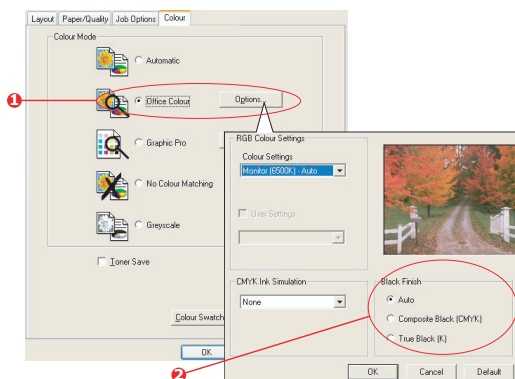 Layout Paper/Quality Job Options Colour
Colour Mode
Automatic
1
Office Colour
Options...
Graphic Pro
No Colour Matching
Greyscale
Toner Save
Colour Swatch
OK
RGB Colour Settings
Colour Settings
Monitor (6500K) - Auto
User Settings
CMYK Ink Simulation
None
Black Finish
Auto
Composite Black (CMYK)
True Black (K)
2
OK Cancel Default